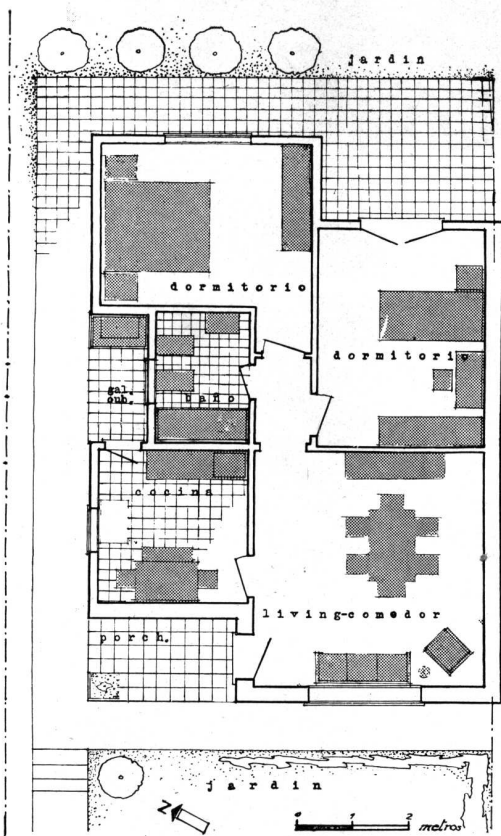 jardin
dormitorio
dormitorio
gal.
cub.
baño
cocina
living-comedor
porch.
jardin
N
0 1 2 metros